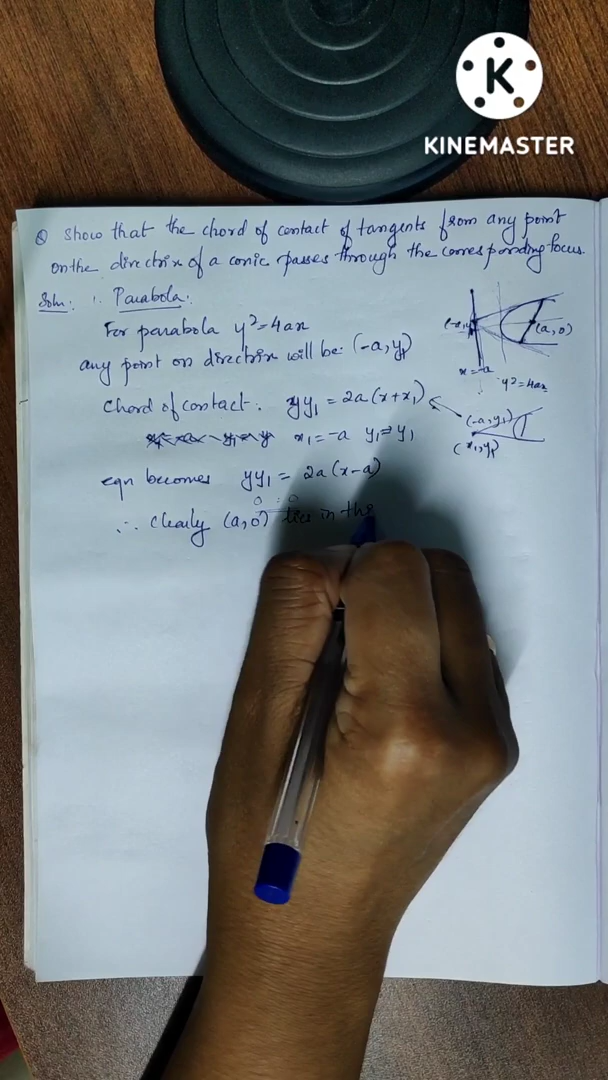 K
KINEMASTER
Q Show that the chord of contact of tangents from any point
on the directrix of a conic passes through the corresponding focus.
Soln: 1. Parabola:
For parabola y²=4ax
any point on directrix will be: (-a, y₁)
Chord of contact: yy₁ = 2a(x+x₁)
x₁=-a y₁=y₁
eqn becomes yy₁ = 2a(x-a)
0 : 0
∴ Clearly (a,0) lies in the
(a,0)
x=-a
y²=4ax
(-a,y₁)
(x₁,y₁)